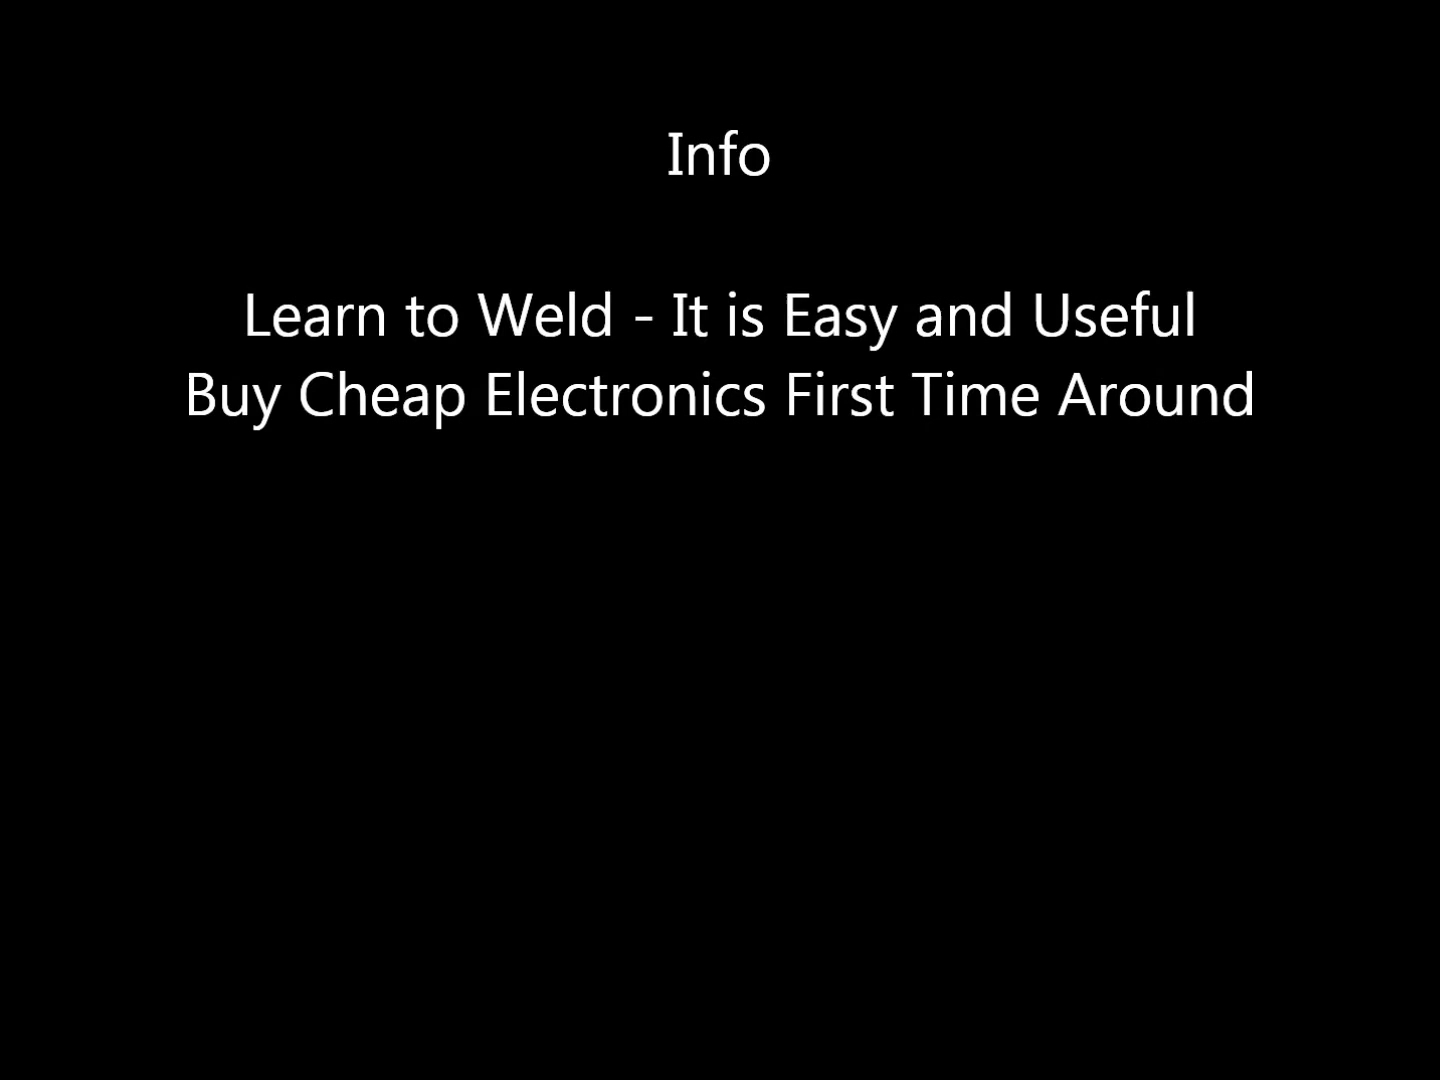 Info
Learn to Weld - It is Easy and Useful
Buy Cheap Electronics First Time Around